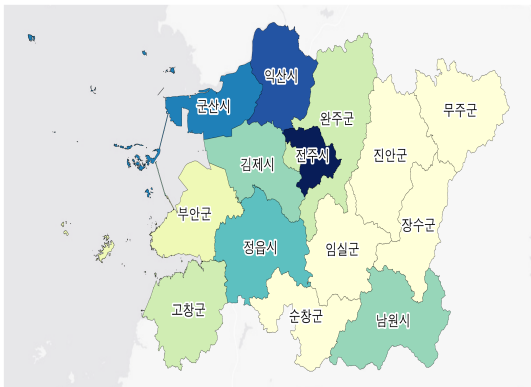 익산시
군산시
무주군
완주군
전주시
진안군
김제시
부안군
장수군
정읍시
임실군
고창군
순창군
남원시